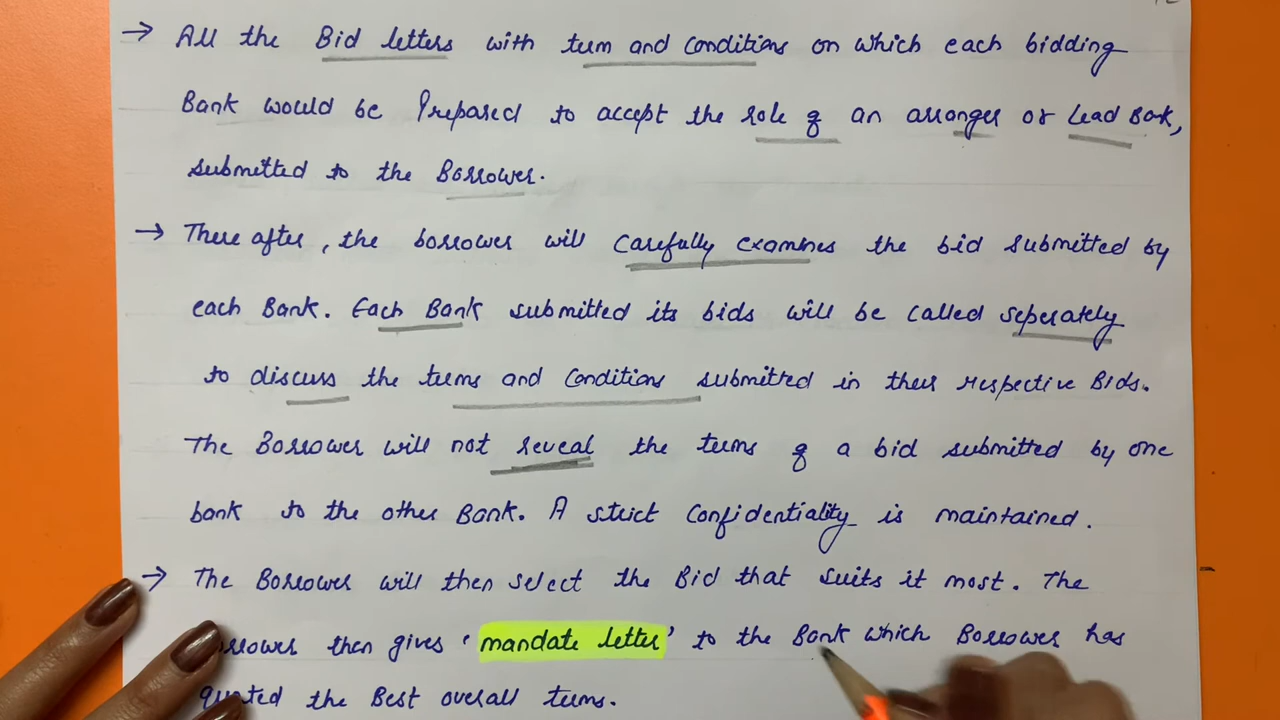 → All the Bid letters with term and Conditions on which each bidding
Bank would be Prepared to accept the role of an arranger or Lead Bank,
submitted to the Borrower.
→ There after, the borrower will Carefully examines the bid submitted by
each Bank. Each Bank submitted its bids will be called seperately
to discuss the terms and Conditions submitted in their respective Bids.
The Borrower will not reveal the terms of a bid submitted by one
bank to the other Bank. A strict Confidentiality is maintained.
→ The Borrower will then select the Bid that suits it most. The
then gives 'mandate letter' to the Bank which Borrower has
the Best overall terms.